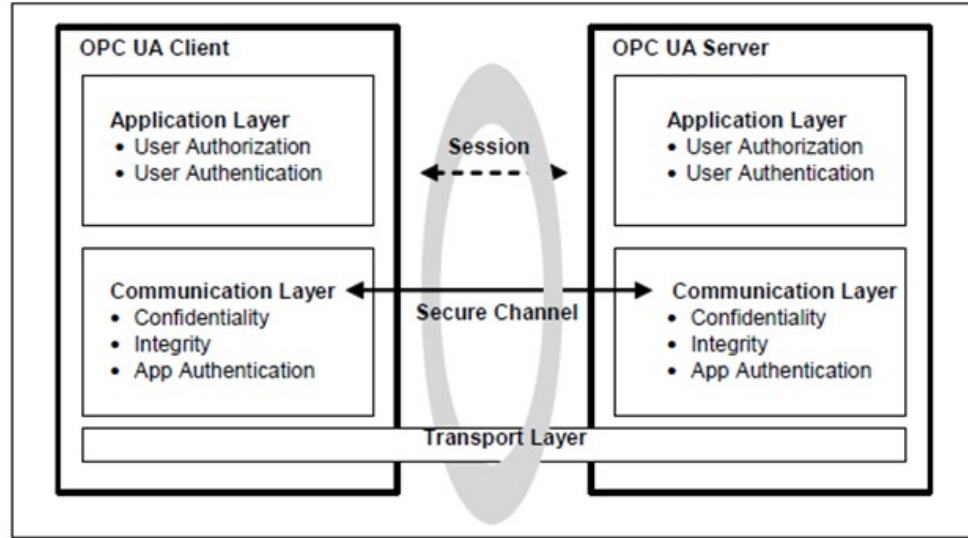 OPC UA Client
Application Layer
• User Authorization
• User Authentication
Communication Layer
• Confidentiality
• Integrity
• App Authentication
Session
Secure Channel
Transport Layer
OPC UA Server
Application Layer
• User Authorization
• User Authentication
Communication Layer
• Confidentiality
• Integrity
• App Authentication